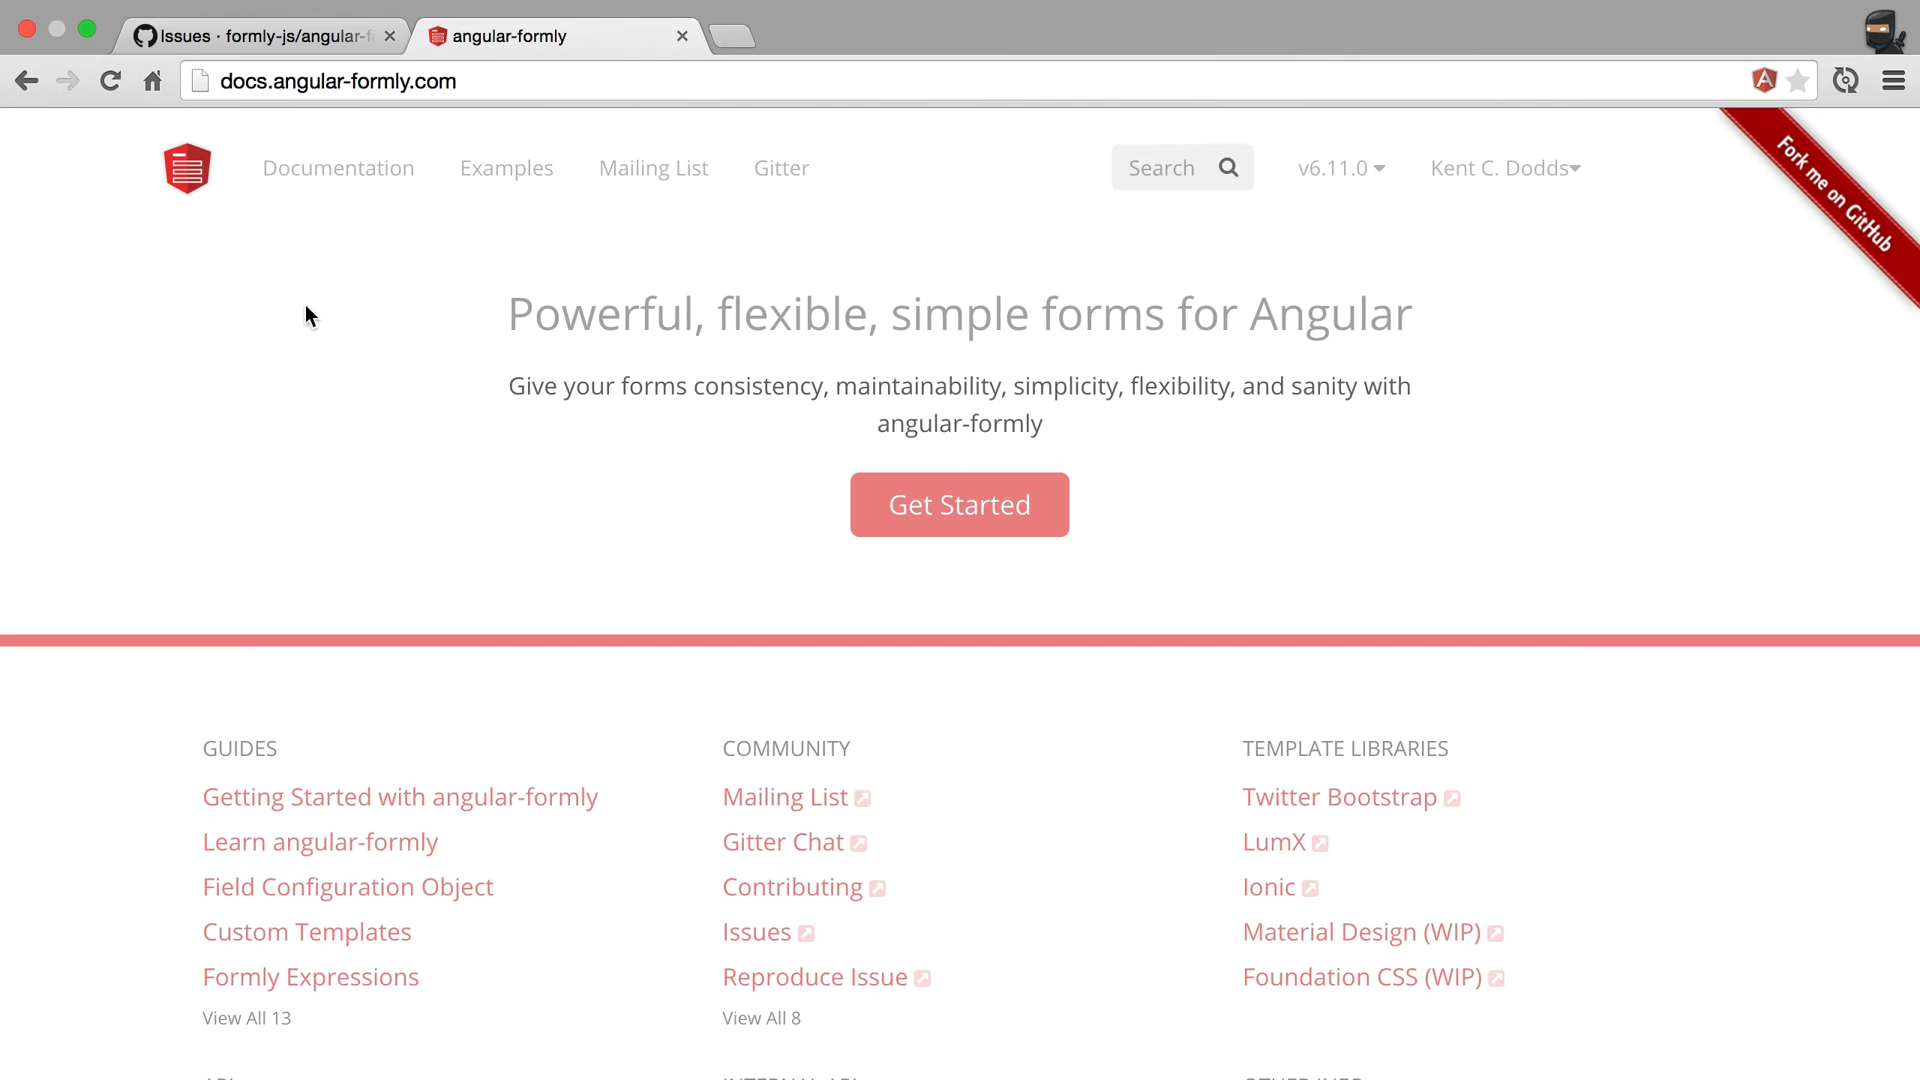 Issues · formly-js/angular-f
angular-formly
docs.angular-formly.com
Documentation
Examples
Mailing List
Gitter
Search
v6.11.0
Kent C. Dodds
Fork me on GitHub
Powerful, flexible, simple forms for Angular
Give your forms consistency, maintainability, simplicity, flexibility, and sanity with
angular-formly
Get Started
GUIDES
Getting Started with angular-formly
Learn angular-formly
Field Configuration Object
Custom Templates
Formly Expressions
View All 13
COMMUNITY
Mailing List
Gitter Chat
Contributing
Issues
Reproduce Issue
View All 8
TEMPLATE LIBRARIES
Twitter Bootstrap
LumX
Ionic
Material Design (WIP)
Foundation CSS (WIP)